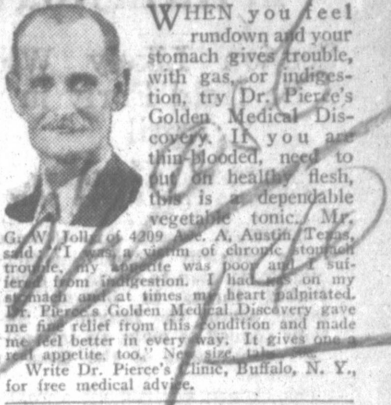 WHEN you feel
rundown and your
stomach gives trouble,
with gas, or indiges-
tion, try Dr. Pierce's
Golden Medical Dis-
covery. If you are
thin-blooded, need to
put on healthy flesh,
this is a dependable
vegetable tonic. Mr.
G. W. Jolly of 4209 Ave. A, Austin, Texas,
said: "I was a victim of chronic stomach
trouble, my appetite was poor and I suf-
fered from indigestion. I had gas on my
stomach and at times my heart palpitated.
Dr. Pierce's Golden Medical Discovery gave
me fine relief from this condition and made
me feel better in every way. It gives one a
real appetite, too." New size,
Write Dr. Pierce's Clinic, Buffalo, N. Y.,
for free medical advice.